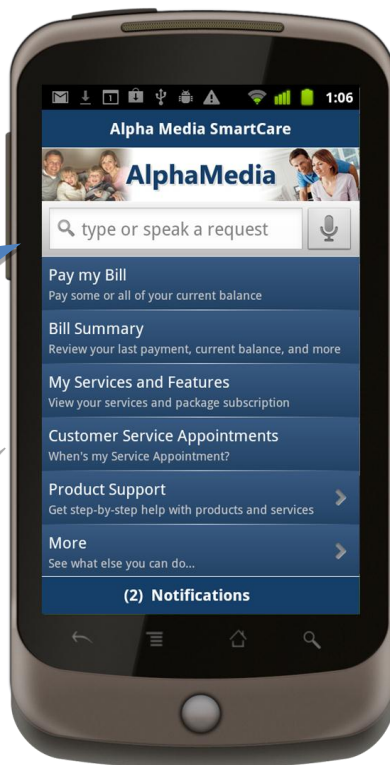 1:06
Alpha Media SmartCare
AlphaMedia
type or speak a request
Pay my Bill
Pay some or all of your current balance
Bill Summary
Review your last payment, current balance, and more
My Services and Features
View your services and package subscription
Customer Service Appointments
When's my Service Appointment?
Product Support
Get step-by-step help with products and services
More
See what else you can do...
(2) Notifications